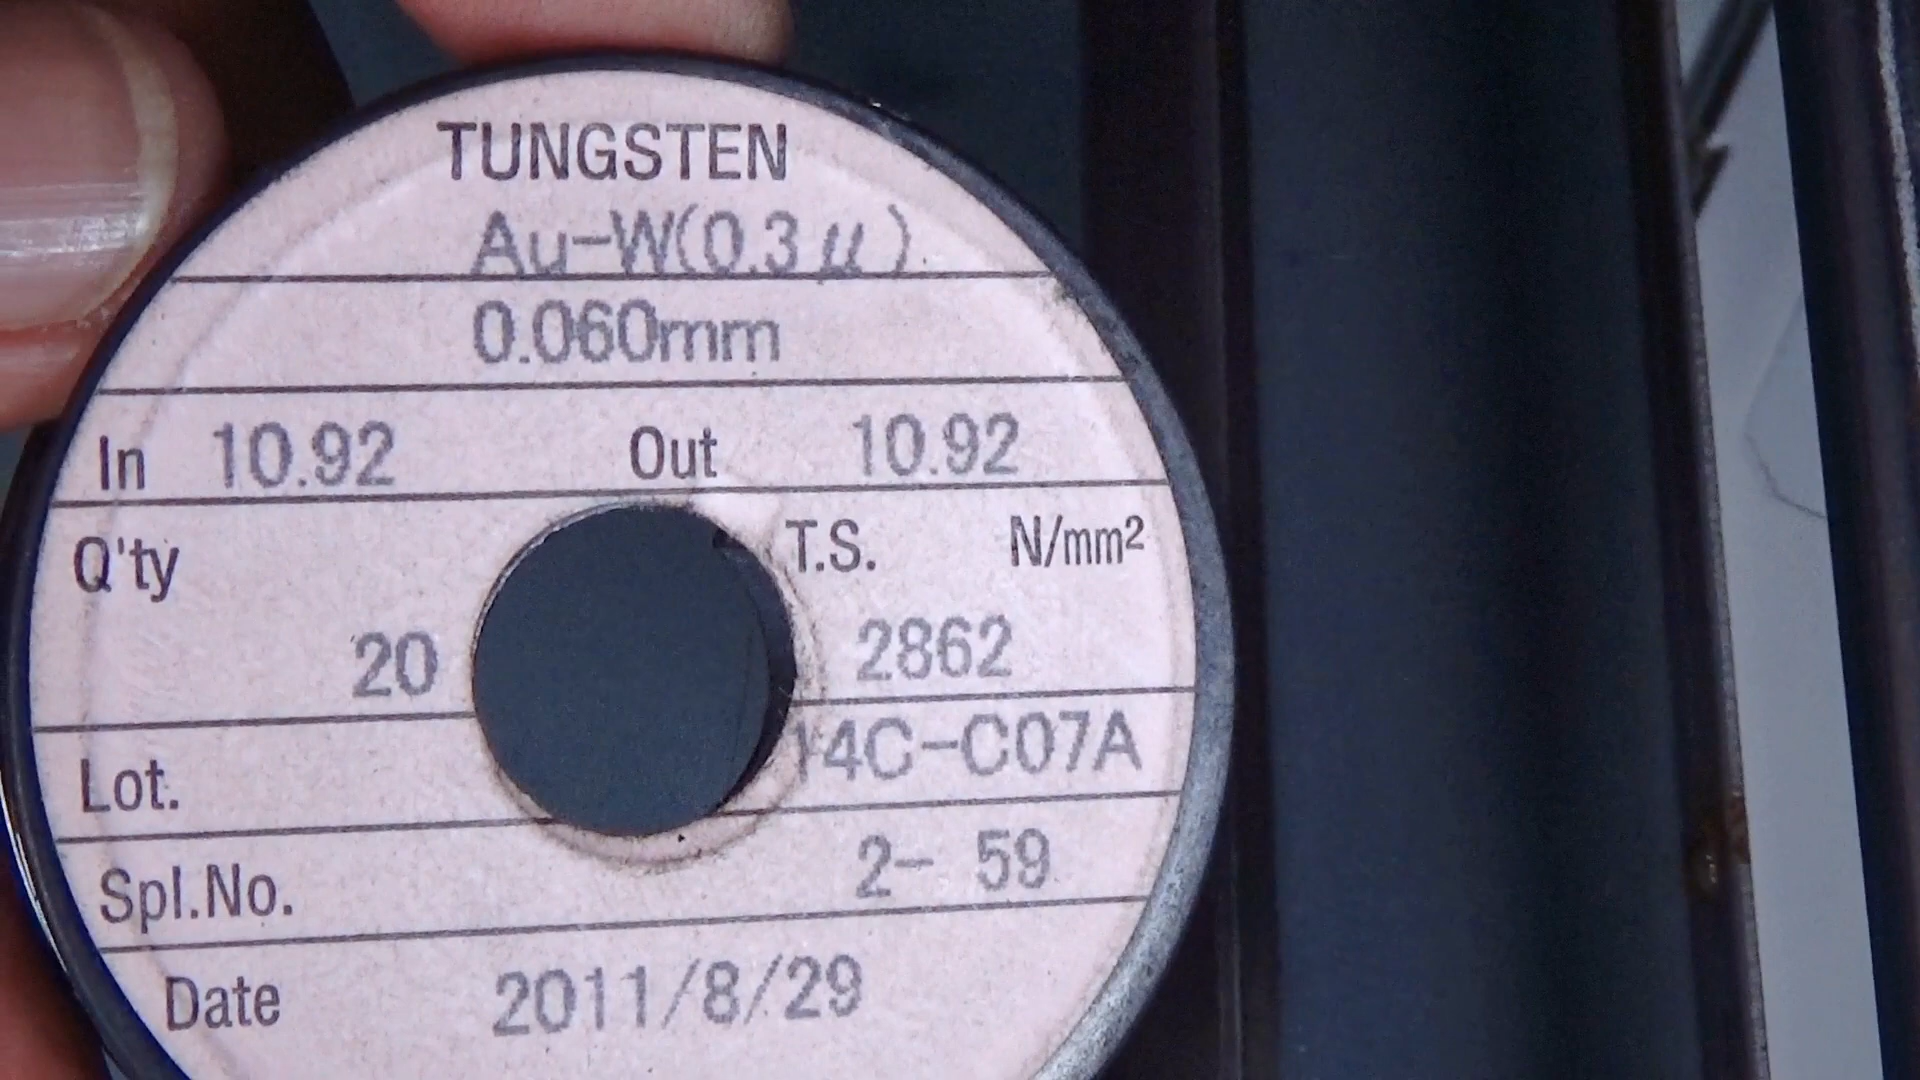 TUNGSTEN
Au-W(0.3μ)
0.060mm
In 10.92 Out 10.92
Q'ty 20 T.S. N/mm² 2862
Lot. 14C-C07A
Spl.No. 2- 59
Date 2011/8/29